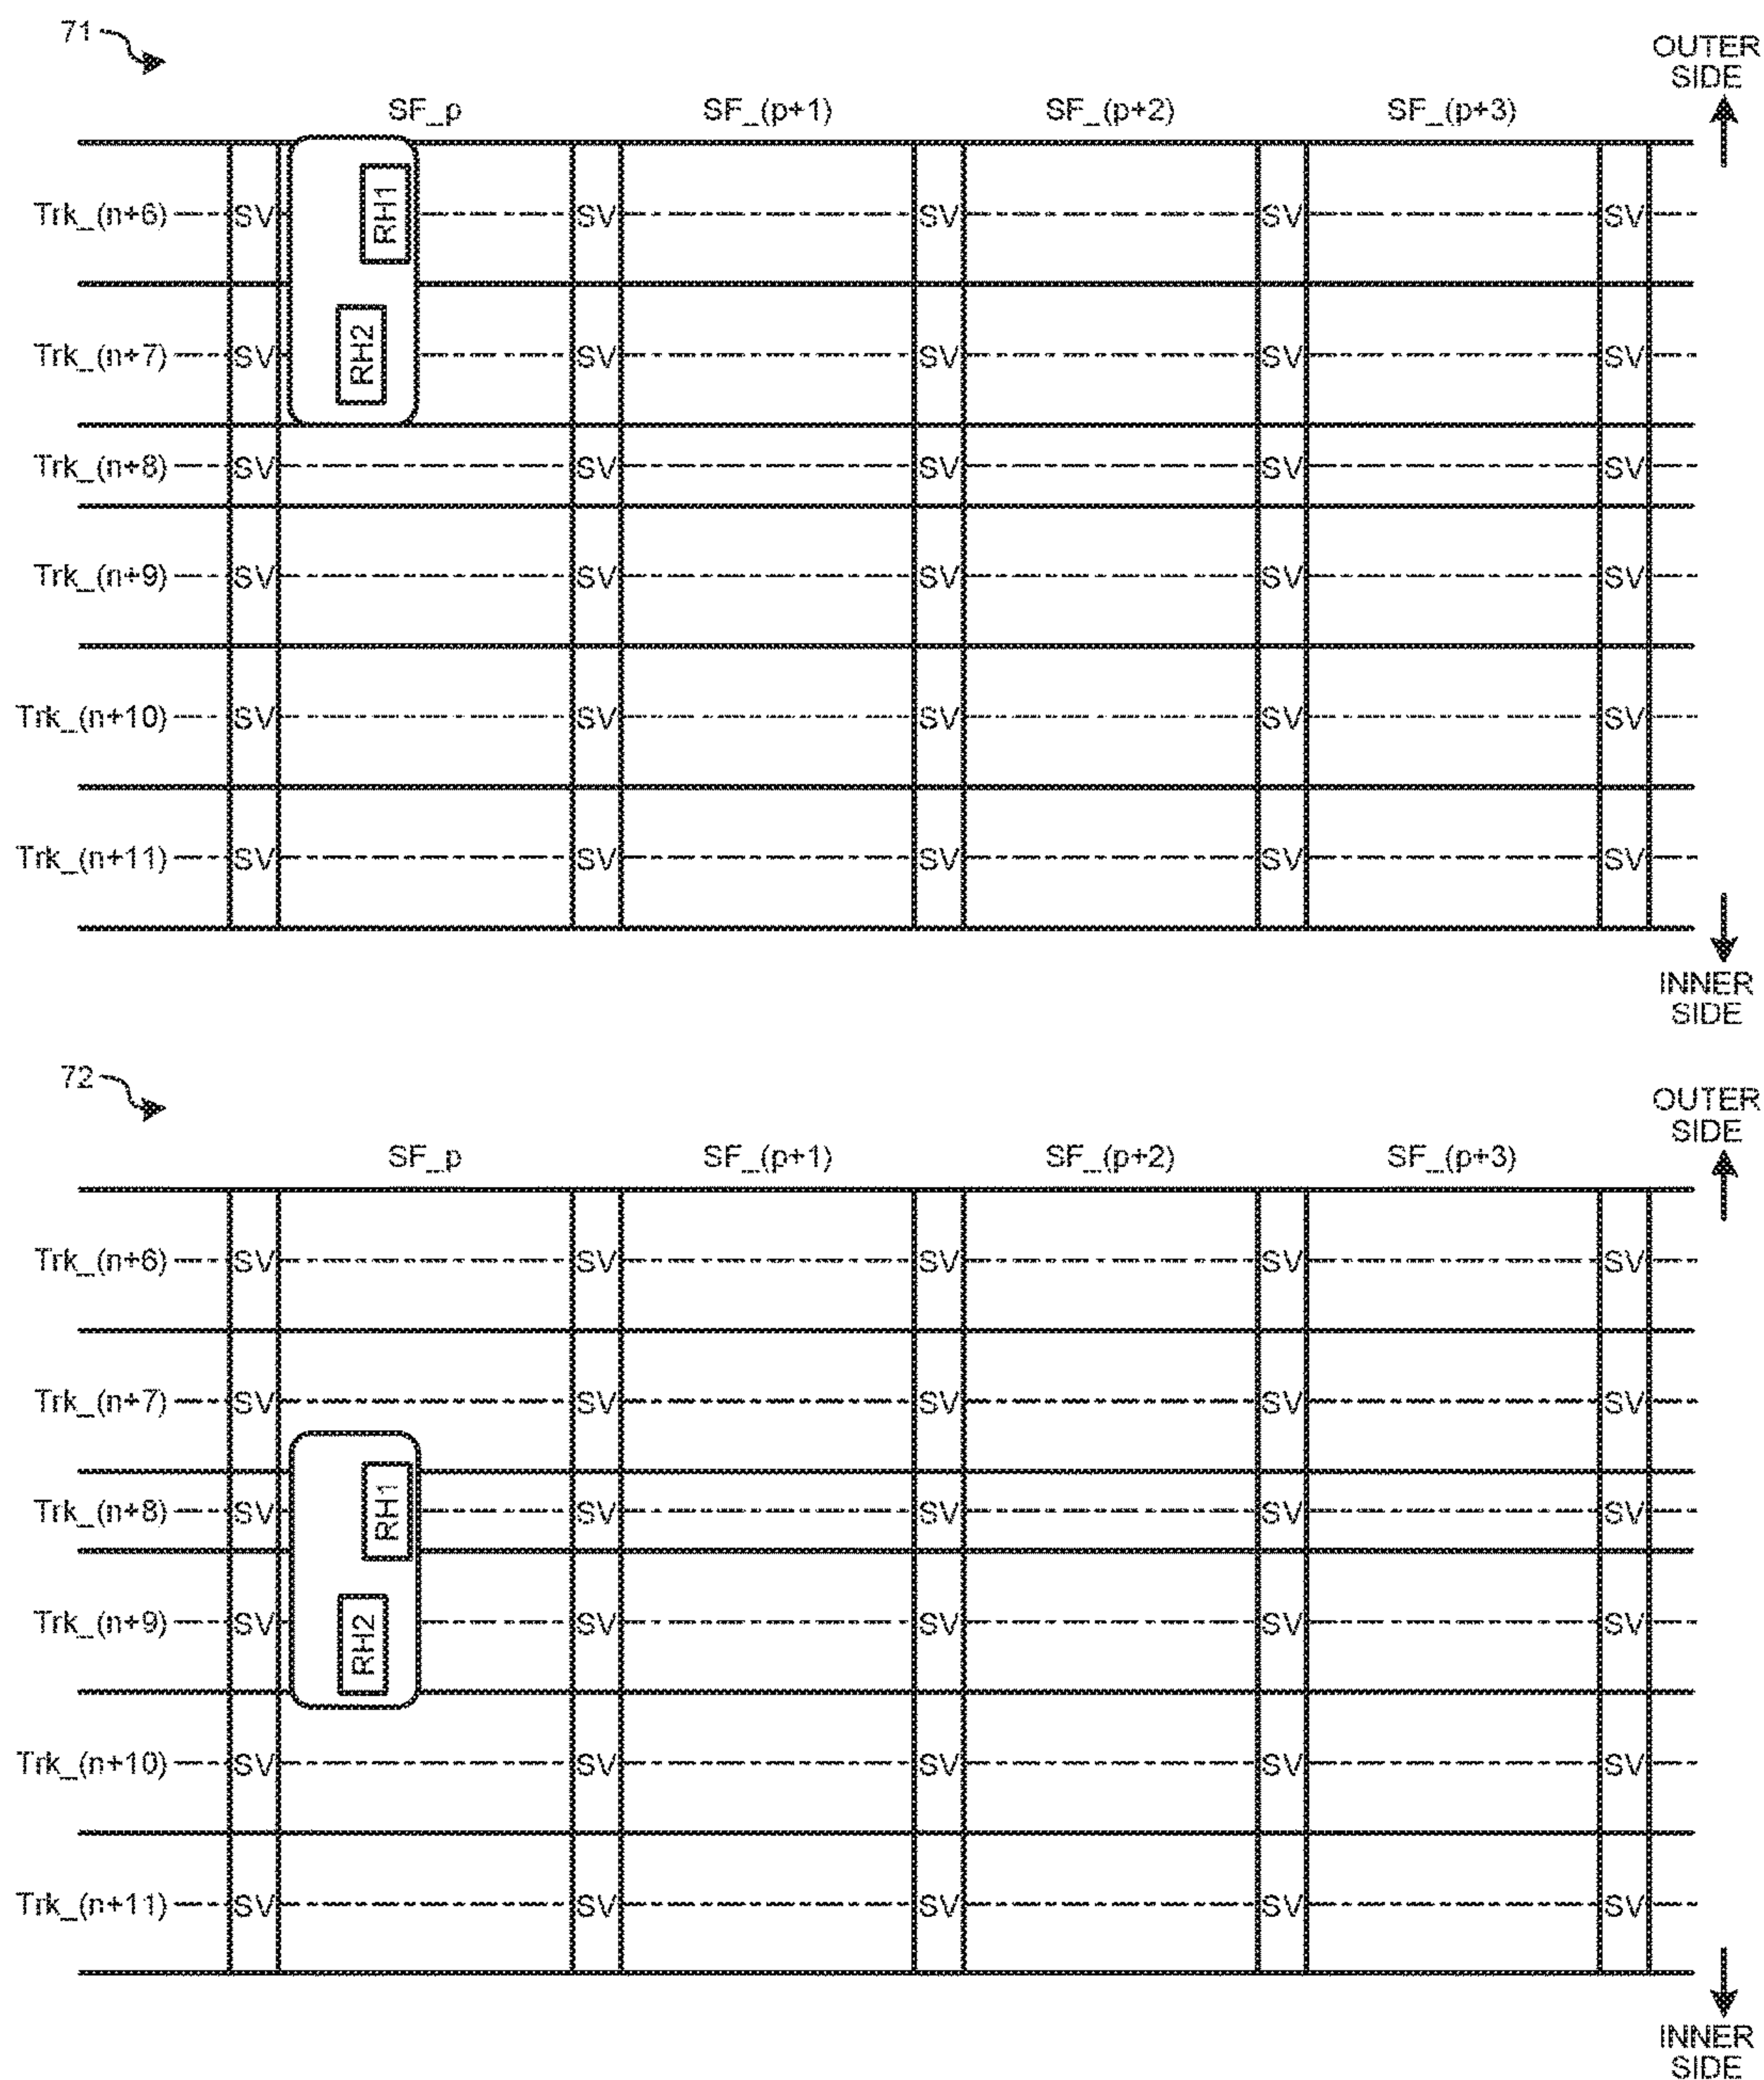 71
OUTER
SIDE
SF_p SF_(p+1) SF_(p+2) SF_(p+3)
Trk_(n+6) SV RH1 SV SV SV SV
Trk_(n+7) SV RH2 SV SV SV SV
Trk_(n+8) SV SV SV SV SV
Trk_(n+9) SV SV SV SV SV
Trk_(n+10) SV SV SV SV SV
Trk_(n+11) SV SV SV SV SV
INNER
SIDE
72
OUTER
SIDE
SF_p SF_(p+1) SF_(p+2) SF_(p+3)
Trk_(n+6) SV SV SV SV SV
Trk_(n+7) SV SV SV SV SV
Trk_(n+8) SV RH1 SV SV SV SV
Trk_(n+9) SV RH2 SV SV SV SV
Trk_(n+10) SV SV SV SV SV
Trk_(n+11) SV SV SV SV SV
INNER
SIDE